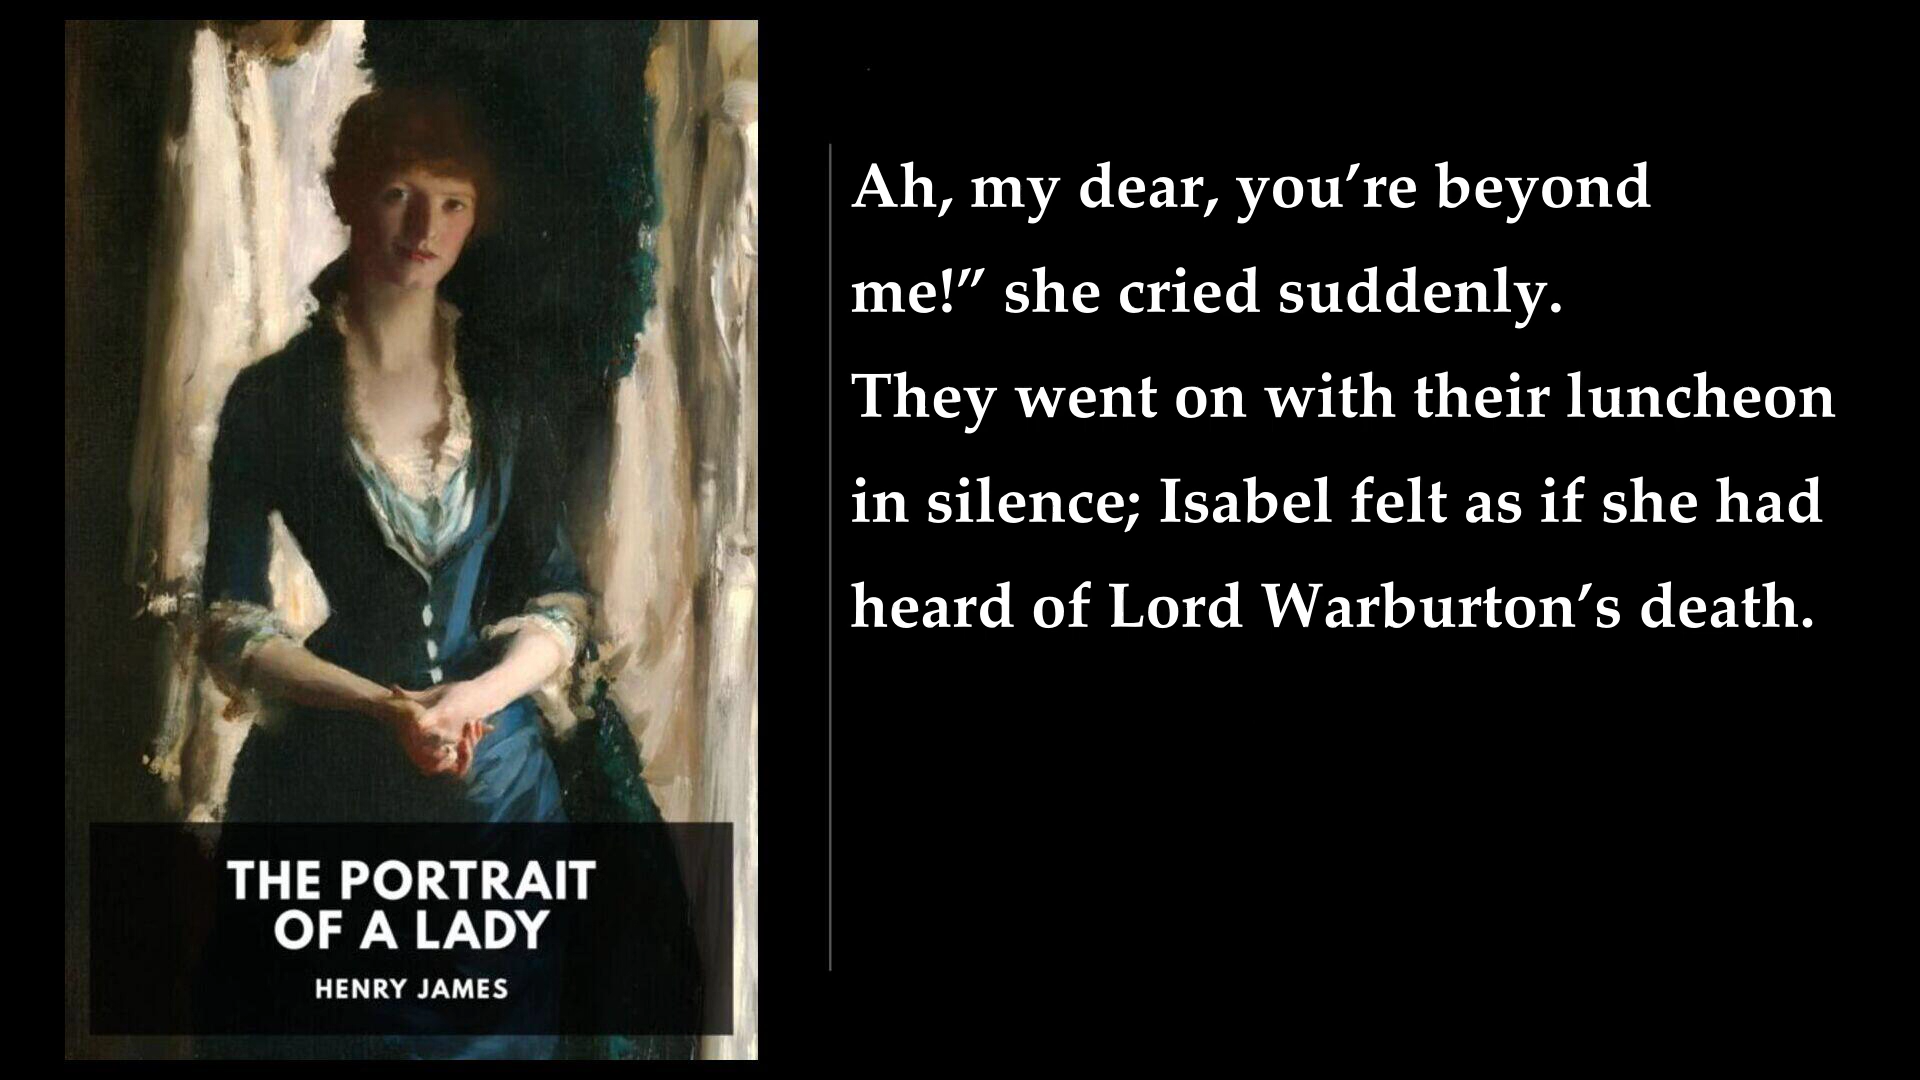 Ah, my dear, you’re beyond
me!” she cried suddenly.
They went on with their luncheon
in silence; Isabel felt as if she had
heard of Lord Warburton’s death.
THE PORTRAIT
OF A LADY
HENRY JAMES